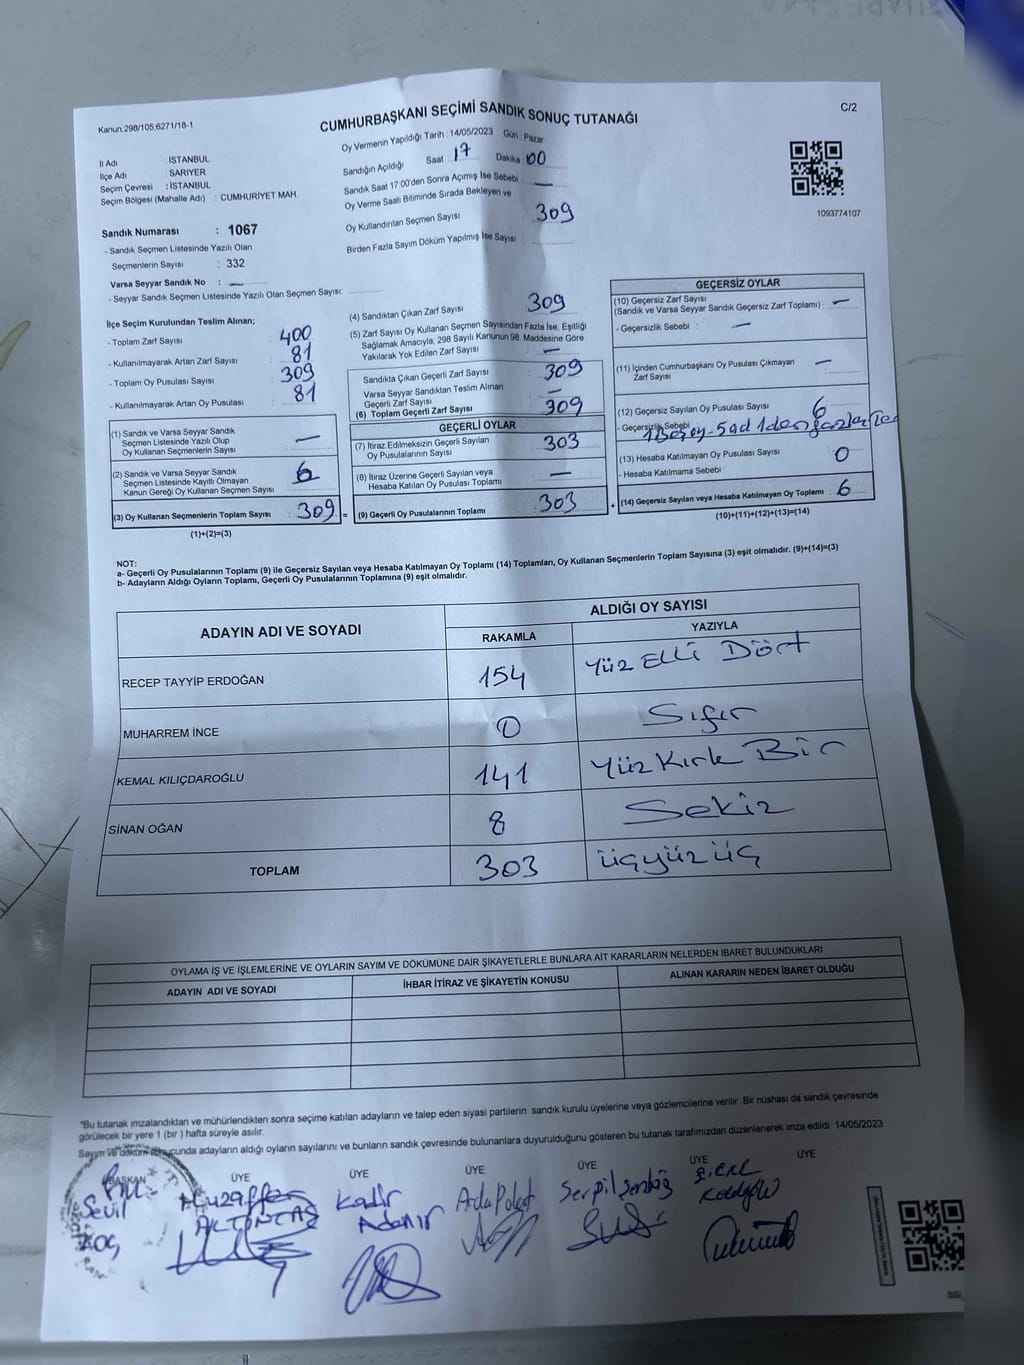 C/2
Kanun,298/105,6271/18-1
CUMHURBAŞKANI SEÇİMİ SANDIK SONUÇ TUTANAĞI
Oy Vermenin Yapıldığı Tarih : 14/05/2023 Gün : Pazar
İl Adı : İSTANBUL
İlçe Adı : SARIYER
Seçim Çevresi : İSTANBUL
Seçim Bölgesi (Mahalle Adı) : CUMHURİYET MAH.
Sandık Numarası : 1067
- Sandık Seçmen Listesinde Yazılı Olan
Seçmenlerin Sayısı : 332
Varsa Seyyar Sandık No : —
- Seyyar Sandık Seçmen Listesinde Yazılı Olan Seçmen Sayısı:
Sandığın Açıldığı Saat 17 Dakika 00
Sandık Saat 17.00'den Sonra Açımış İse Sebebi —
Oy Verme Saati Bitiminde Sırada Bekleyen ve
Oy Kullandırılan Seçmen Sayısı 309
Birden Fazla Sayım Döküm Yapılmış İse Sayısı :
1093774107
İlçe Seçim Kurulundan Teslim Alınan;
- Toplam Zarf Sayısı : 400
- Kullanılmayarak Artan Zarf Sayısı : 81
- Toplam Oy Pusulası Sayısı : 309
- Kullanılmayarak Artan Oy Pusulası : 81
(1) Sandık ve Varsa Seyyar Sandık
Seçmen Listesinde Yazılı Olup
Oy Kullanan Seçmenlerin Sayısı : —
(2) Sandık ve Varsa Seyyar Sandık
Seçmen Listesinde Kayıtlı Olmayan
Kanun Gereği Oy Kullanan Seçmen Sayısı : 6
(3) Oy Kullanan Seçmenlerin Toplam Sayısı : 309 =
(1)+(2)=(3)
(4) Sandıktan Çıkan Zarf Sayısı 309
(5) Zarf Sayısı Oy Kullanan Seçmen Sayısından Fazla İse, Eşitliği
Sağlamak Amacıyla, 298 Sayılı Kanunun 98. Maddesine Göre
Yakılarak Yok Edilen Zarf Sayısı : —
Sandıkta Çıkan Geçerli Zarf Sayısı : 309
Varsa Seyyar Sandıktan Teslim Alınan
Geçerli Zarf Sayısı : —
(6) Toplam Geçerli Zarf Sayısı : 309
GEÇERLİ OYLAR
(7) İtiraz Edilmeksizin Geçerli Sayılan
Oy Pusulalarının Sayısı : 303
(8) İtiraz Üzerine Geçerli Sayılan veya
Hesaba Katılan Oy Pusulası Toplamı : —
(9) Geçerli Oy Pusulalarının Toplamı : 303 +
GEÇERSİZ OYLAR
(10) Geçersiz Zarf Sayısı
(Sandık ve Varsa Seyyar Sandık Geçersiz Zarf Toplamı) : —
- Geçersizlik Sebebi : —
(11) İçinden Cumhurbaşkanı Oy Pusulası Çıkmayan
Zarf Sayısı : —
(12) Geçersiz Sayılan Oy Pusulası Sayısı : 6
- Geçersizlik Sebebi
(13) Hesaba Katılmayan Oy Pusulası Sayısı : 0
- Hesaba Katılmama Sebebi :
(14) Geçersiz Sayılan veya Hesaba Katılmayan Oy Toplamı : 6
(10)+(11)+(12)+(13)=(14)
NOT:
a- Geçerli Oy Pusulalarının Toplamı (9) ile Geçersiz Sayılan veya Hesaba Katılmayan Oy Toplamı (14) Toplamları, Oy Kullanan Seçmenlerin Toplam Sayısına (3) eşit olmalıdır. (9)+(14)=(3)
b- Adayların Aldığı Oyların Toplamı, Geçerli Oy Pusulalarının Toplamına (9) eşit olmalıdır.
ADAYIN ADI VE SOYADI ALDIĞI OY SAYISI
RAKAMLA YAZIYLA
RECEP TAYYİP ERDOĞAN 154 Yüz Elli Dört
MUHARREM İNCE 0 Sıfır
KEMAL KILIÇDAROĞLU 141 Yüz Kırk Bir
SİNAN OĞAN 8 Sekiz
TOPLAM 303 üçyüz üç
OYLAMA İŞ VE İŞLEMLERİNE VE OYLARIN SAYIM VE DÖKÜMÜNE DAİR ŞİKAYETLERLE BUNLARA AİT KARARLARIN NELERDEN İBARET BULUNDUKLARI
ADAYIN ADI VE SOYADI İHBAR İTİRAZ VE ŞİKAYETİN KONUSU ALINAN KARARIN NEDEN İBARET OLDUĞU
"Bu tutanak imzalandıktan ve mühürlendikten sonra seçime katılan adayların ve talep eden siyasi partilerin sandık kurulu üyelerine veya gözlemcilerine verilir. Bir nüshası da sandık çevresinde
görülecek bir yere 1 (bir ) hafta süreyle asılır.
Sayım ve döküm sonucunda adayların aldığı oyların sayılarını ve bunların sandık çevresinde bulunanlara duyurulduğunu gösteren bu tutanak tarafımızdan düzenlenerek imza edildi. 14/05/2023
BAŞKAN ÜYE ÜYE ÜYE ÜYE ÜYE ÜYE
Sevil Koç
Muzaffer ALTINTAŞ
Kadir Adanır
Arda Polat